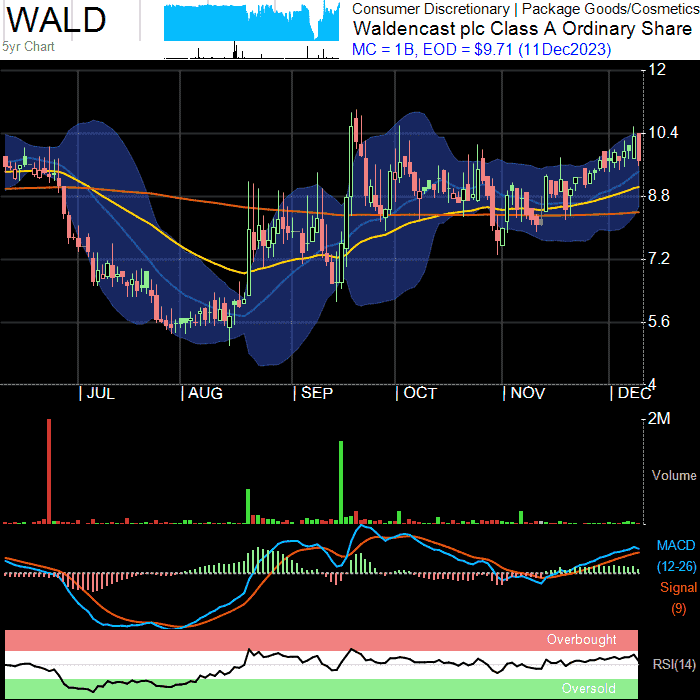 WALD
5yr Chart
Consumer Discretionary | Package Goods/Cosmetics
Waldencast plc Class A Ordinary Share
MC = 1B, EOD = $9.71 (11Dec2023)
12
10.4
8.8
7.2
5.6
4
| JUL | AUG | SEP | OCT | NOV | DEC
2M
Volume
MACD
(12-26)
Signal
(9)
Overbought
RSI(14)
Oversold